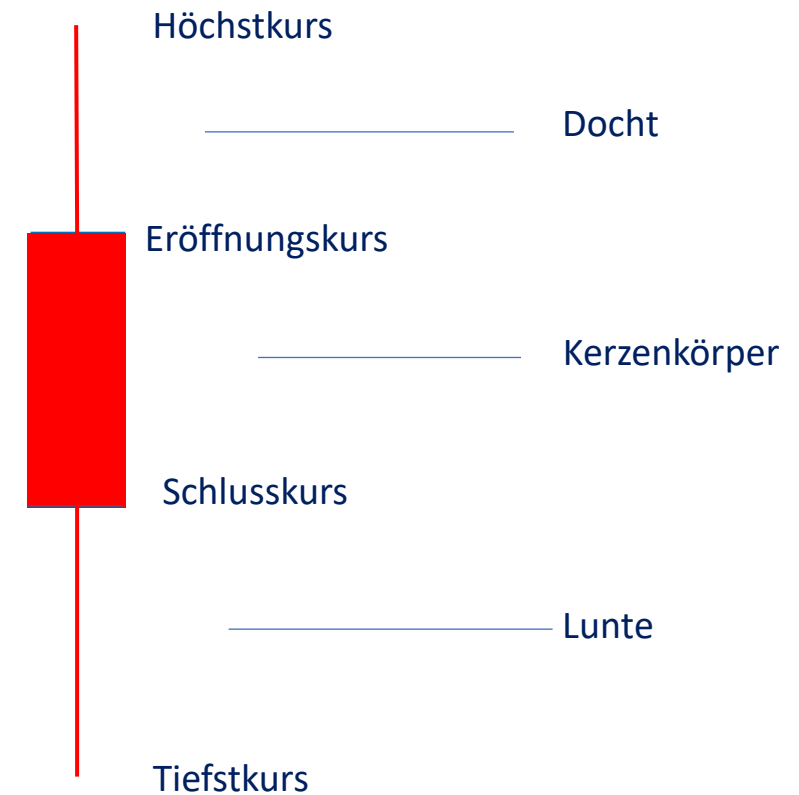 Höchstkurs
Docht
Eröffnungskurs
Kerzenkörper
Schlusskurs
Lunte
Tiefstkurs